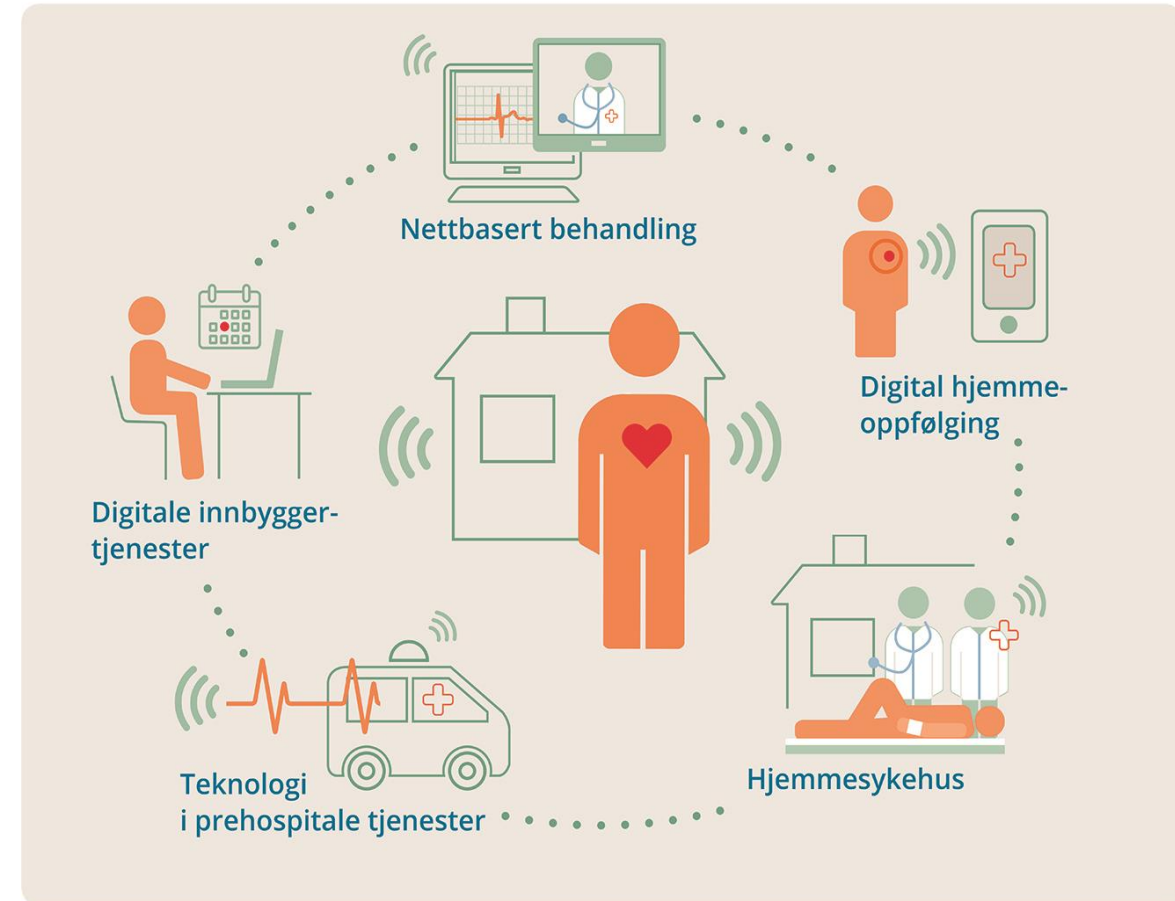 Nettbasert behandling
Digital hjemme-
oppfølging
Digitale innbygger-
tjenester
Hjemmesykehus
Teknologi
i prehospitale tjenester